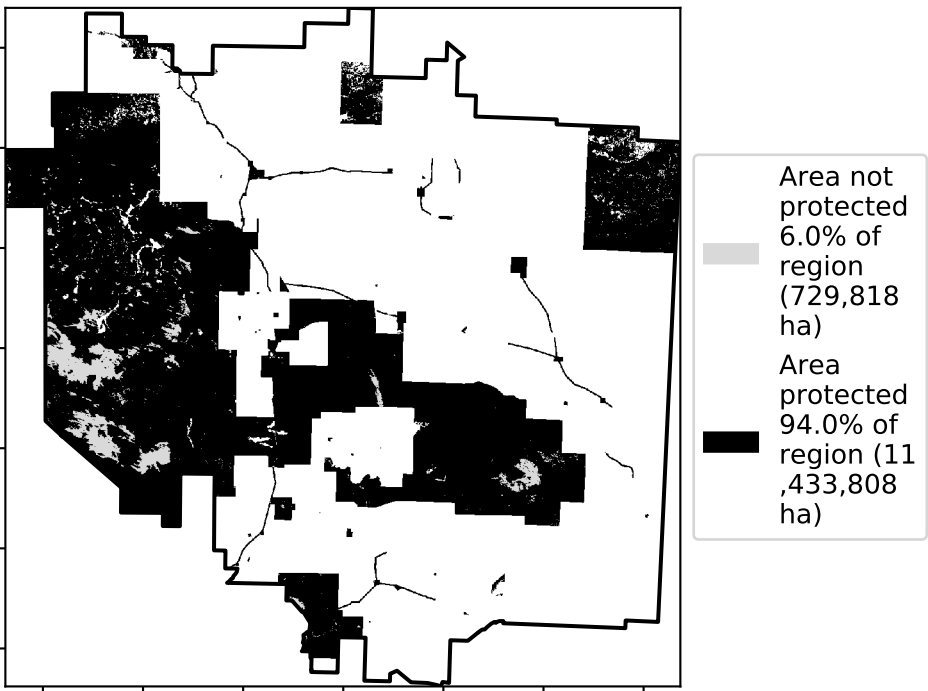 Area not
protected
6.0% of
region
(729,818
ha)
Area
protected
94.0% of
region (11
,433,808
ha)